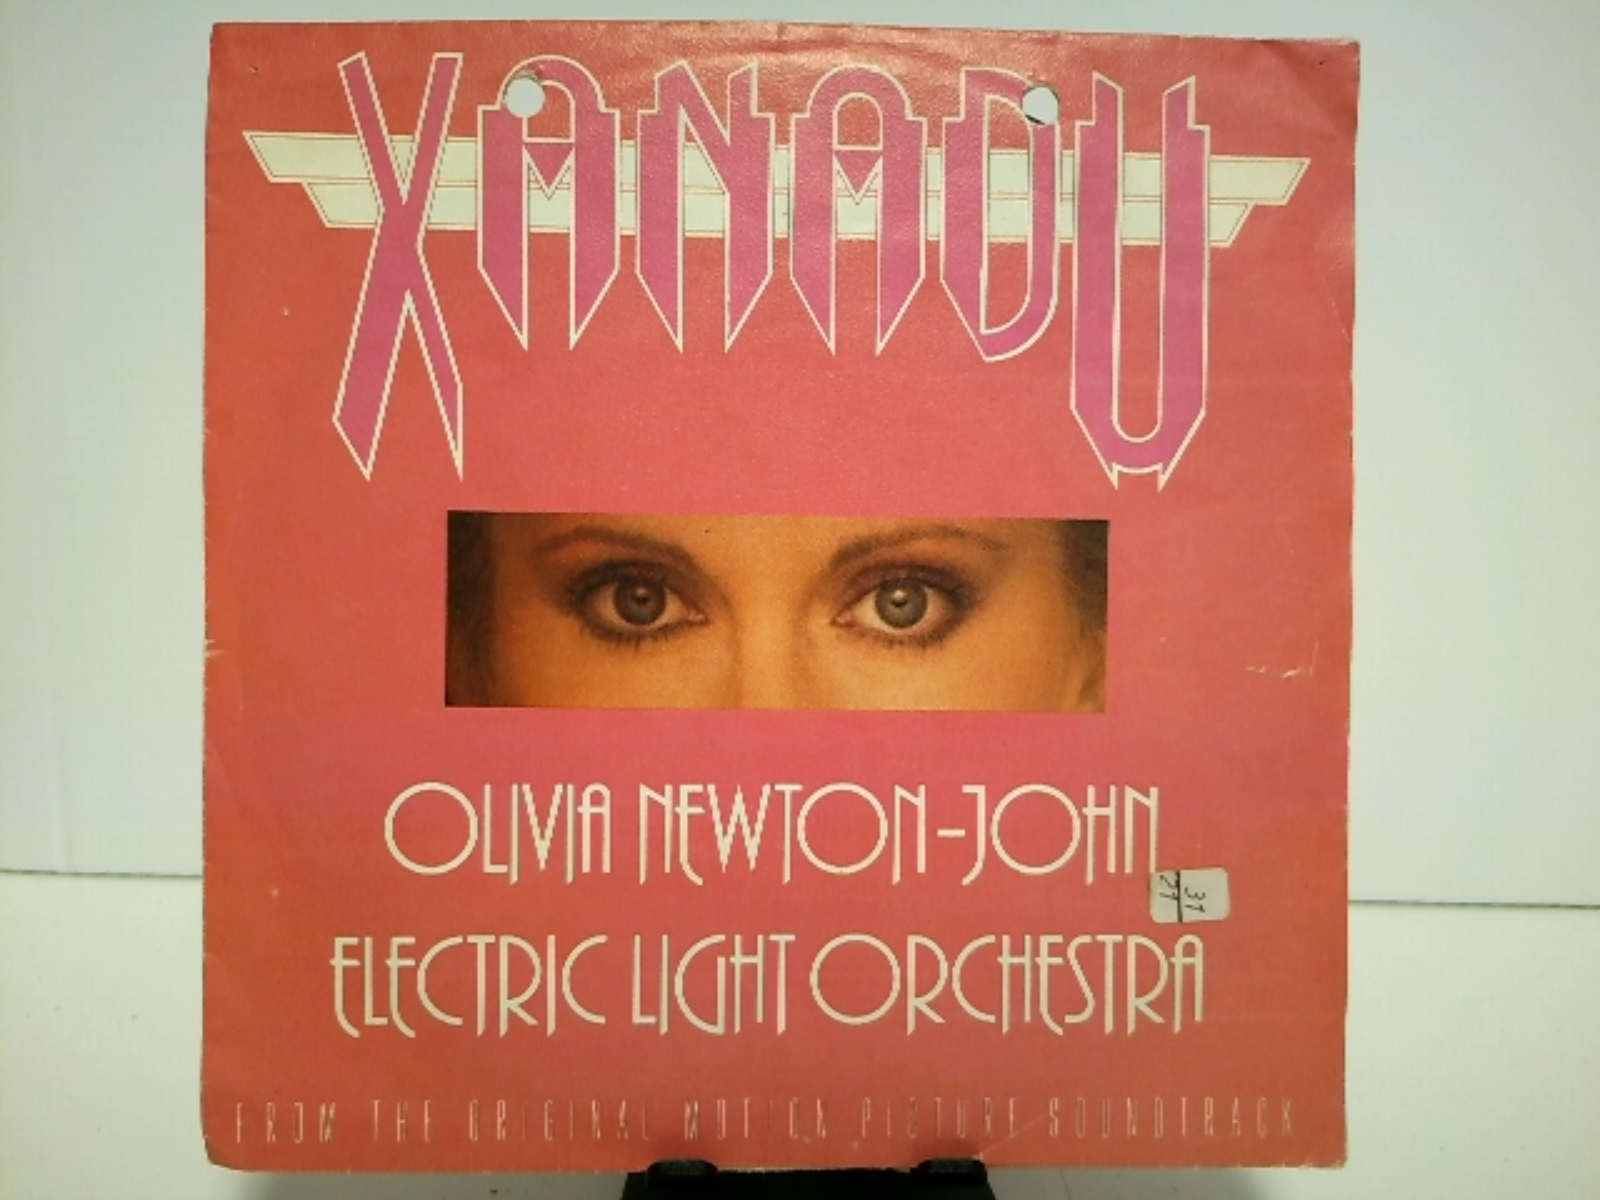 XANADU
OLIVIA NEWTON-JOHN
ELECTRIC LIGHT ORCHESTRA
FROM THE ORIGINAL MOTION PICTURE SOUNDTRACK